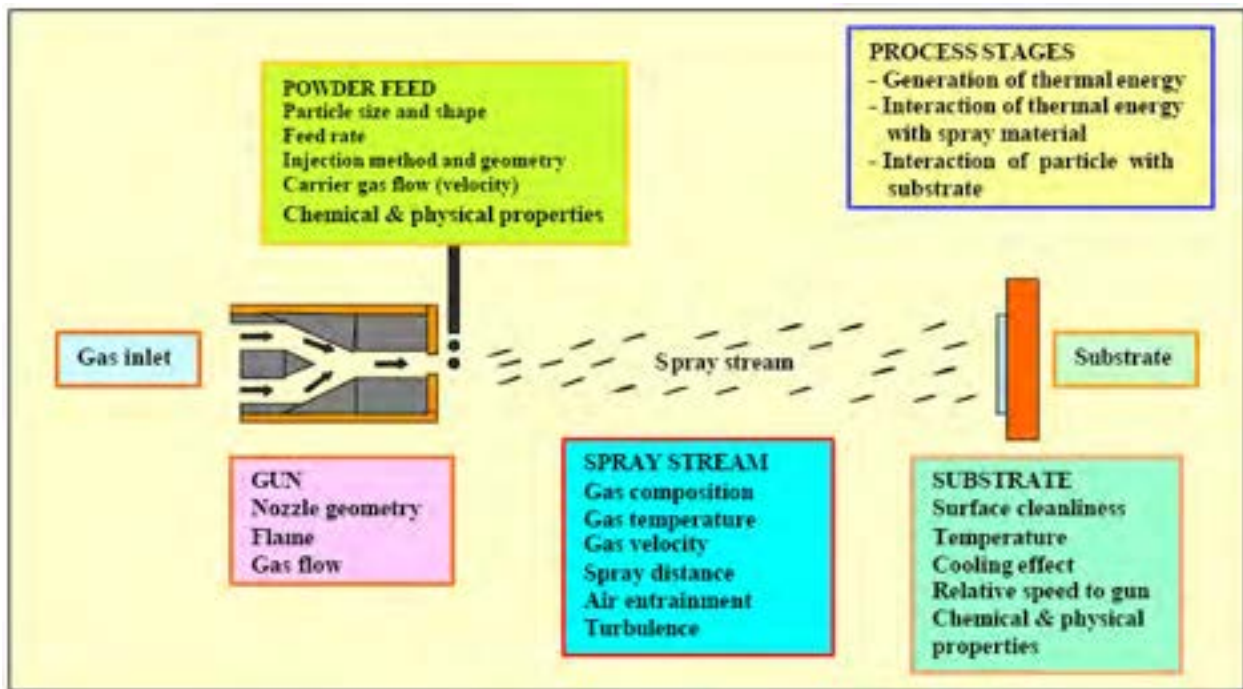 POWDER FEED
Particle size and shape
Feed rate
Injection method and geometry
Carrier gas flow (velocity)
Chemical & physical properties
PROCESS STAGES
- Generation of thermal energy
- Interaction of thermal energy
with spray material
- Interaction of particle with
substrate
Gas inlet
Spray stream
Substrate
GUN
Nozzle geometry
Flame
Gas flow
SPRAY STREAM
Gas composition
Gas temperature
Gas velocity
Spray distance
Air entrainment
Turbulence
SUBSTRATE
Surface cleanliness
Temperature
Cooling effect
Relative speed to gun
Chemical & physical
properties